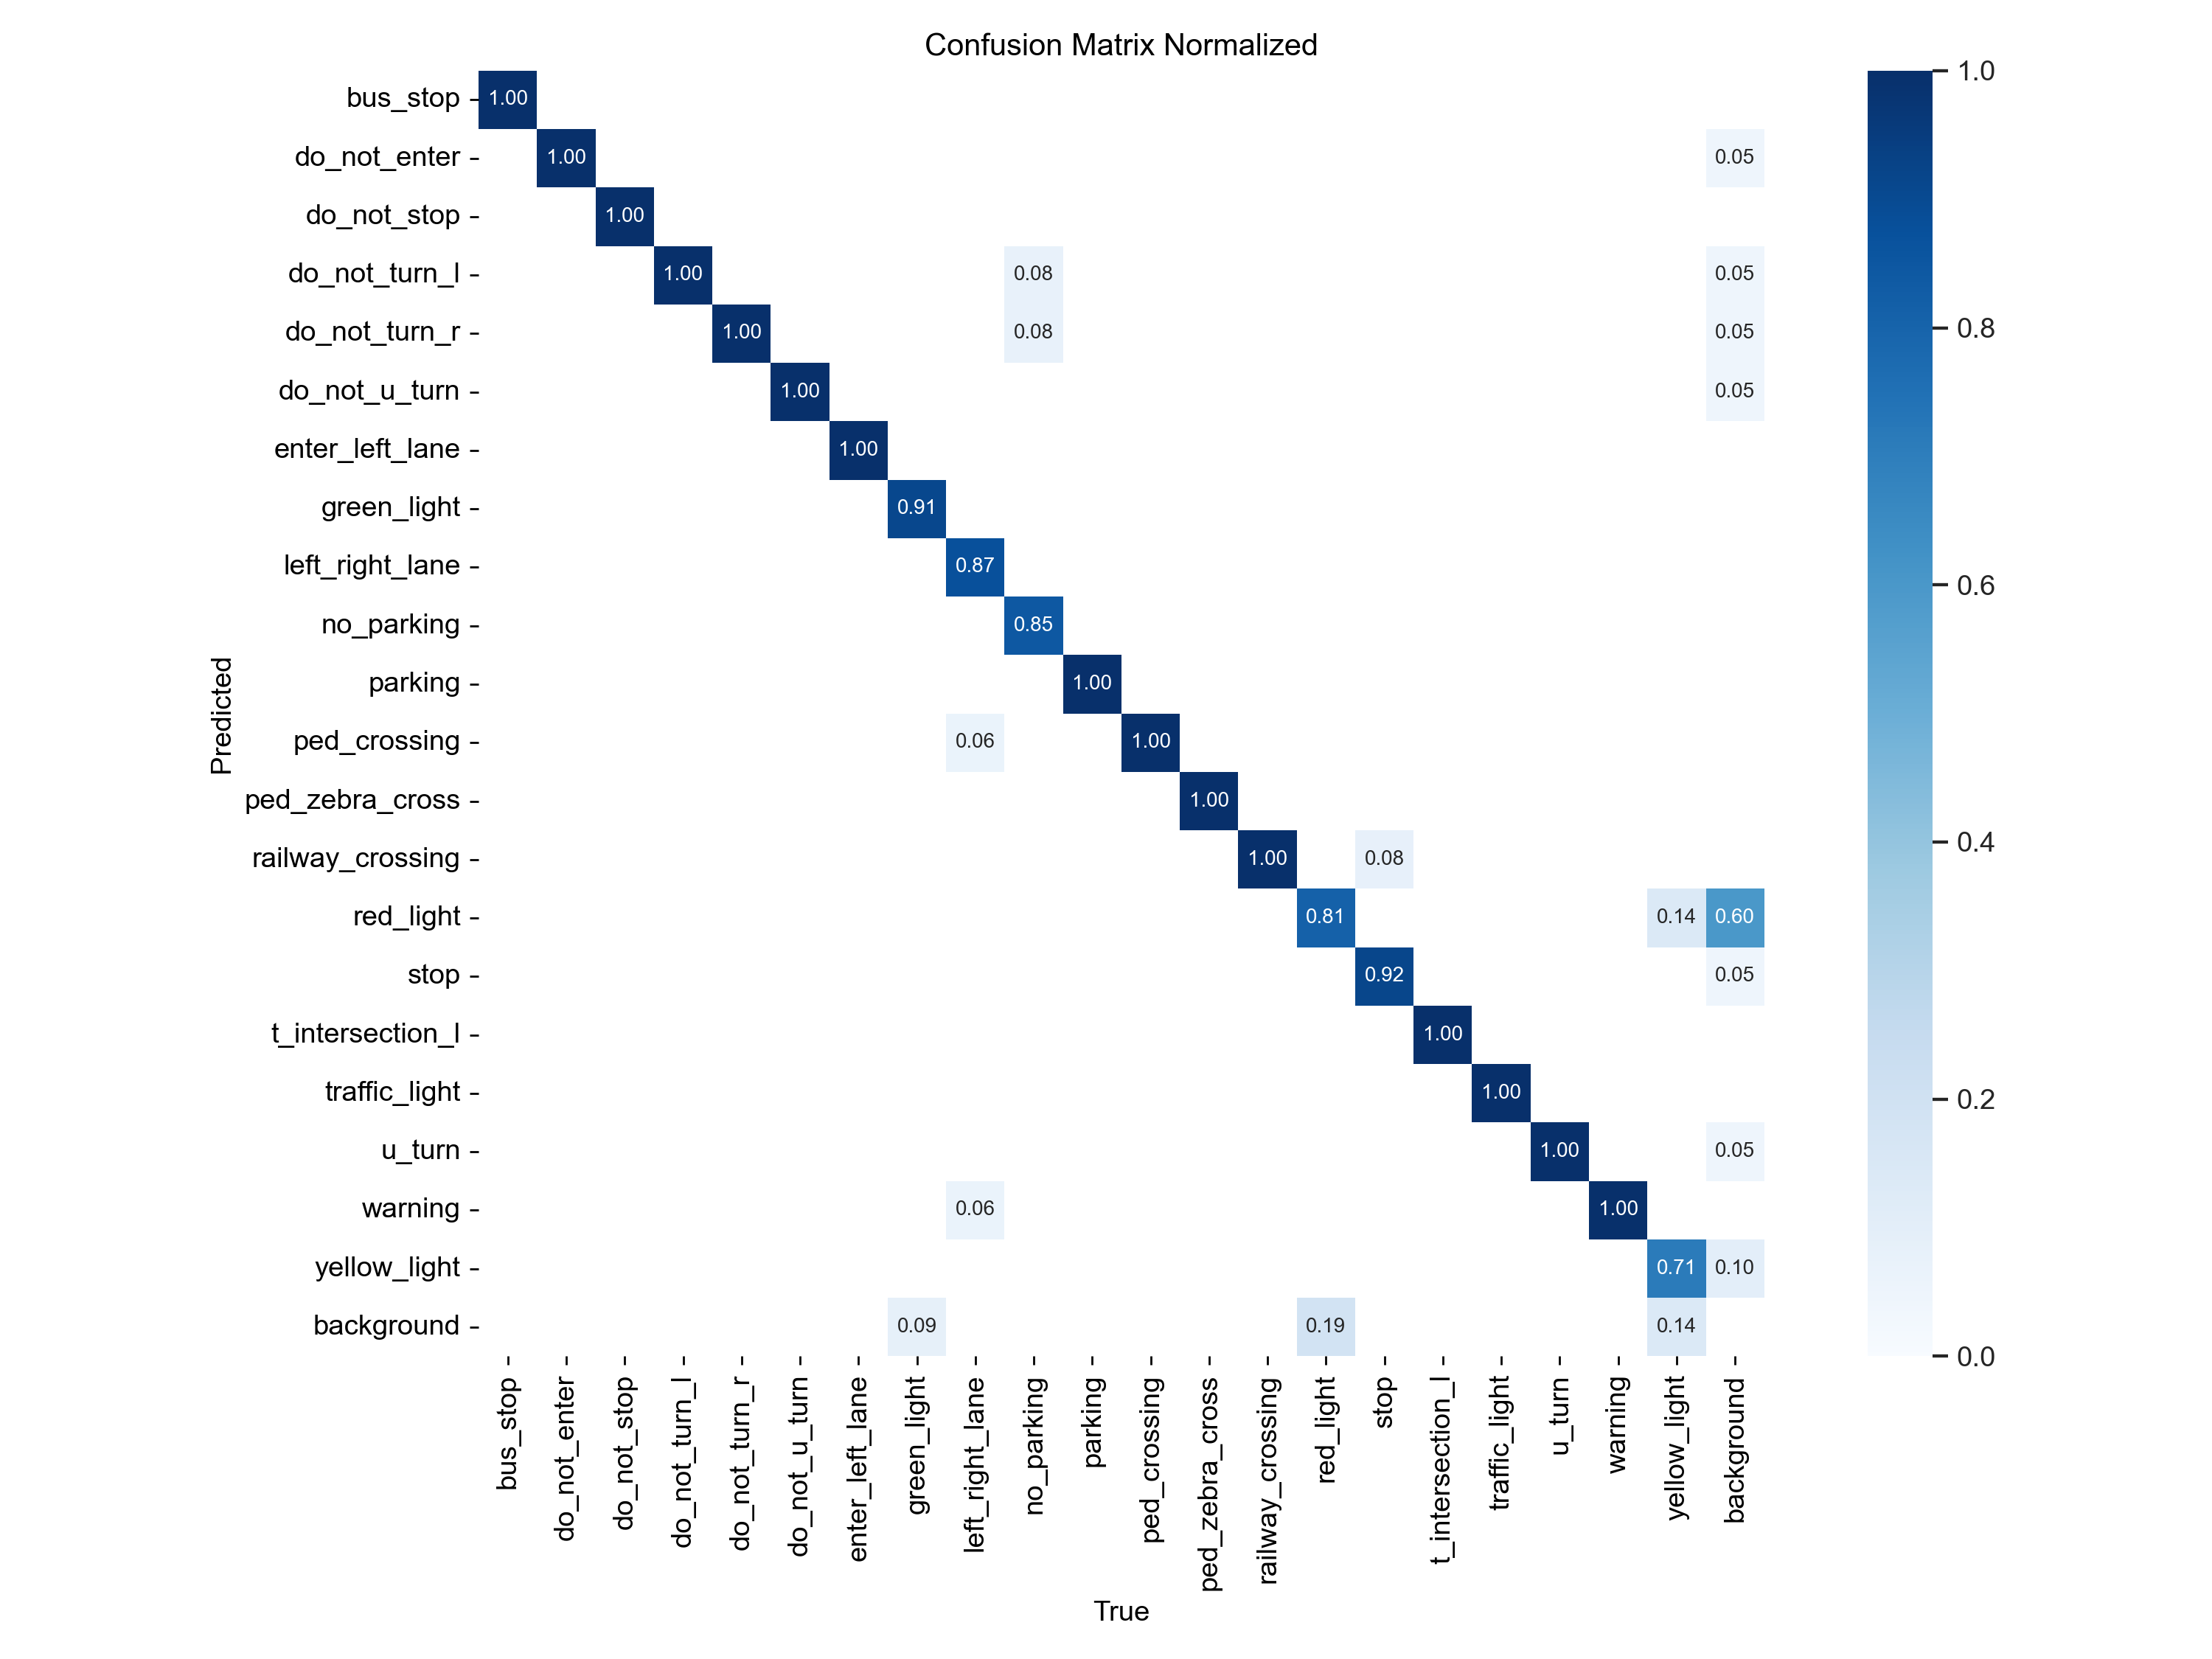 Confusion Matrix Normalized
bus_stop 1.00
do_not_enter 1.00 0.05
do_not_stop 1.00
do_not_turn_l 1.00 0.08 0.05
do_not_turn_r 1.00 0.08 0.05
do_not_u_turn 1.00 0.05
enter_left_lane 1.00
green_light 0.91
left_right_lane 0.87
no_parking 0.85
parking 1.00
ped_crossing 0.06 1.00
ped_zebra_cross 1.00
railway_crossing 1.00 0.08
red_light 0.81 0.14 0.60
stop 0.92 0.05
t_intersection_l 1.00
traffic_light 1.00
u_turn 1.00 0.05
warning 0.06 1.00
yellow_light 0.71 0.10
background 0.09 0.19 0.14
Predicted
bus_stop
do_not_enter
do_not_stop
do_not_turn_l
do_not_turn_r
do_not_u_turn
enter_left_lane
green_light
left_right_lane
no_parking
parking
ped_crossing
ped_zebra_cross
railway_crossing
red_light
stop
t_intersection_l
traffic_light
u_turn
warning
yellow_light
background
True
1.0
0.8
0.6
0.4
0.2
0.0